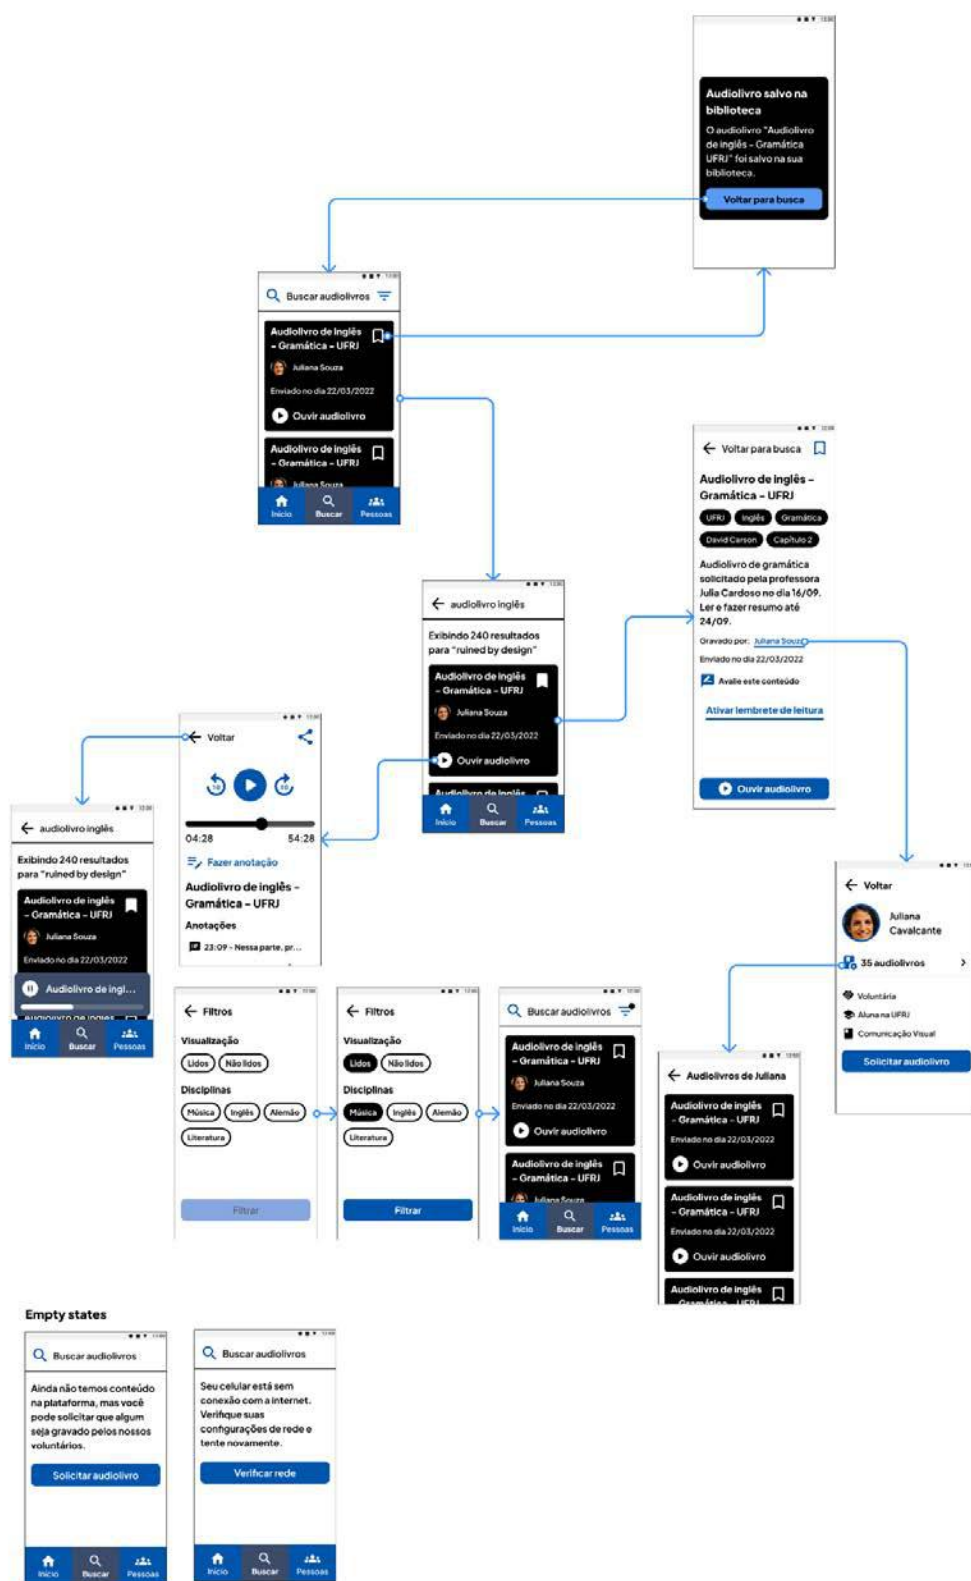 Audiolivro salvo na
biblioteca
O audiolivro "Audiolivro
de inglês - Gramática
UFRJ" foi salvo na sua
biblioteca.
Voltar para busca
Buscar audiolivros
Audiolivro de inglês
- Gramática - UFRJ
Juliana Souza
Enviado no dia 22/03/2022
Ouvir audiolivro
Audiolivro de inglês
- Gramática - UFRJ
Juliana Souza
Início
Buscar
Pessoas
Voltar para busca
Audiolivro de inglês -
Gramática - UFRJ
UFRJ
Inglês
Gramática
David Carson
Capítulo 2
Audiolivro de gramática
solicitado pela professora
Julia Cardoso no dia 16/09.
Ler e fazer resumo até
24/09.
Gravado por: Juliana Souza
Enviado no dia 22/03/2022
Avalie este conteúdo
Ativar lembrete de leitura
Ouvir audiolivro
audiolivro inglês
Exibindo 240 resultados
para "ruined by design"
Audiolivro de inglês
- Gramática - UFRJ
Juliana Souza
Enviado no dia 22/03/2022
Ouvir audiolivro
Audiolivro de inglês
Início
Buscar
Pessoas
Voltar
10
10
04:28
54:28
Fazer anotação
Audiolivro de inglês -
Gramática - UFRJ
Anotações
23:09 - Nessa parte, pr...
audiolivro inglês
Exibindo 240 resultados
para "ruined by design"
Audiolivro de inglês
- Gramática - UFRJ
Juliana Souza
Enviado no dia 22/03/2022
Audiolivro de ingl...
Audiolivro de inglês
Início
Buscar
Pessoas
Voltar
Juliana
Cavalcante
35 audiolivros
Voluntária
Aluna na UFRJ
Comunicação Visual
Solicitar audiolivro
Filtros
Visualização
Lidos
Não lidos
Disciplinas
Música
Inglês
Alemão
Literatura
Filtrar
Filtros
Visualização
Lidos
Não lidos
Disciplinas
Música
Inglês
Alemão
Literatura
Filtrar
Buscar audiolivros
Audiolivro de inglês
- Gramática - UFRJ
Juliana Souza
Enviado no dia 22/03/2022
Ouvir audiolivro
Audiolivro de inglês
- Gramática - UFRJ
Juliana Souza
Início
Buscar
Pessoas
Audiolivros de Juliana
Audiolivro de inglês
- Gramática - UFRJ
Enviado no dia 22/03/2022
Ouvir audiolivro
Audiolivro de inglês
- Gramática - UFRJ
Enviado no dia 22/03/2022
Ouvir audiolivro
Audiolivro de inglês
- Gramática - UFRJ
Empty states
Buscar audiolivros
Ainda não temos conteúdo
na plataforma, mas você
pode solicitar que algum
seja gravado pelos nossos
voluntários.
Solicitar audiolivro
Início
Buscar
Pessoas
Buscar audiolivros
Seu celular está sem
conexão com a internet.
Verifique suas
configurações de rede e
tente novamente.
Verificar rede
Início
Buscar
Pessoas